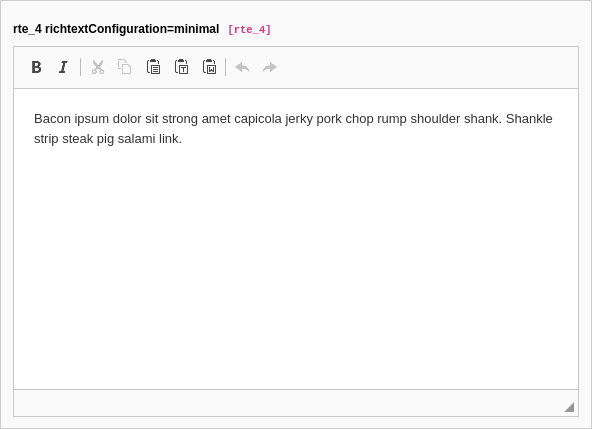 rte_4 richtextConfiguration=minimal [rte_4]
B I
Bacon ipsum dolor sit strong amet capicola jerky pork chop rump shoulder shank. Shankle
strip steak pig salami link.